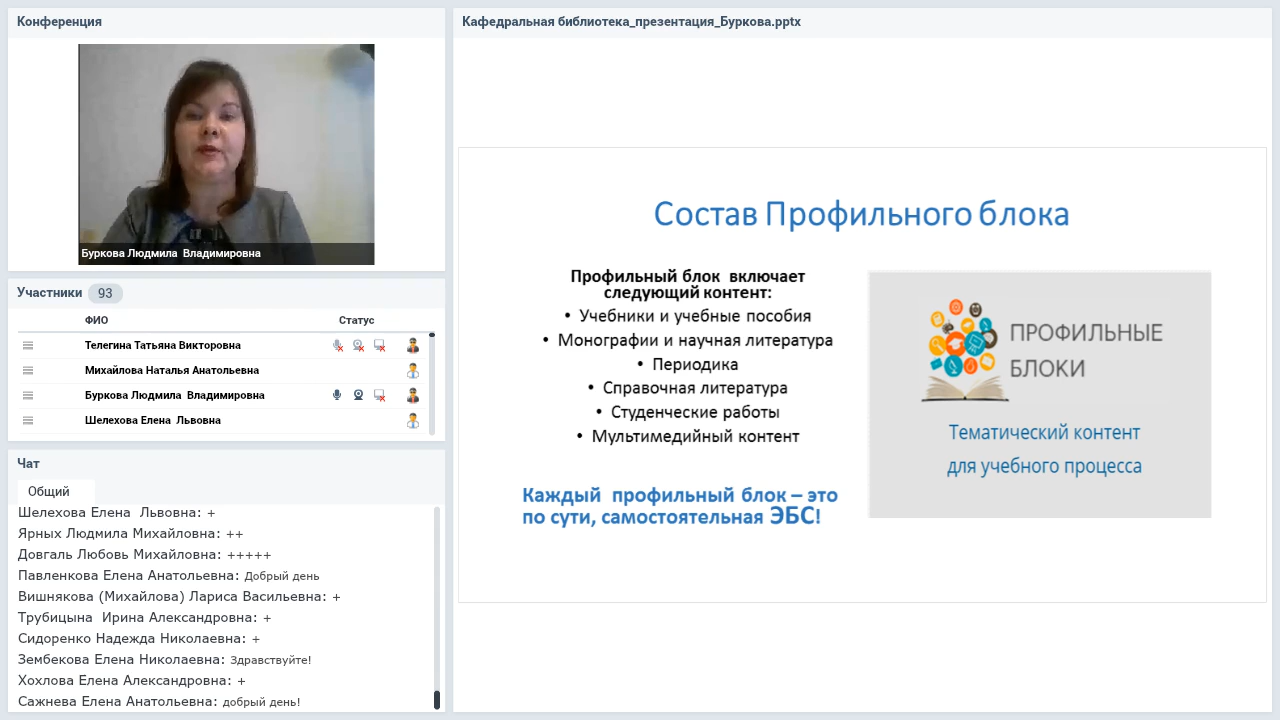 Конференция
Буркова Людмила  Владимировна
Участники 93
ФИО Статус
Телегина Татьяна Викторовна
Михайлова Наталья Анатольевна
Буркова Людмила  Владимировна
Шелехова Елена  Львовна
Чат
Общий
Шелехова Елена  Львовна: +
Ярных Людмила Михайловна: ++
Довгаль Любовь Михайловна: +++++
Павленкова Елена Анатольевна: Добрый день
Вишнякова (Михайлова) Лариса Васильевна: +
Трубицына  Ирина Александровна: +
Сидоренко Надежда Николаевна: +
Зембекова Елена Николаевна: Здравствуйте!
Хохлова Елена Александровна: +
Сажнева Елена Анатольевна: добрый день!
Кафедральная библиотека_презентация_Буркова.pptx
Состав Профильного блока
Профильный блок  включает
следующий контент:
• Учебники и учебные пособия
• Монографии и научная литература
• Периодика
• Справочная литература
• Студенческие работы
• Мультимедийный контент
Каждый  профильный блок – это
по сути, самостоятельная ЭБС!
ПРОФИЛЬНЫЕ
БЛОКИ
Тематический контент
для учебного процесса